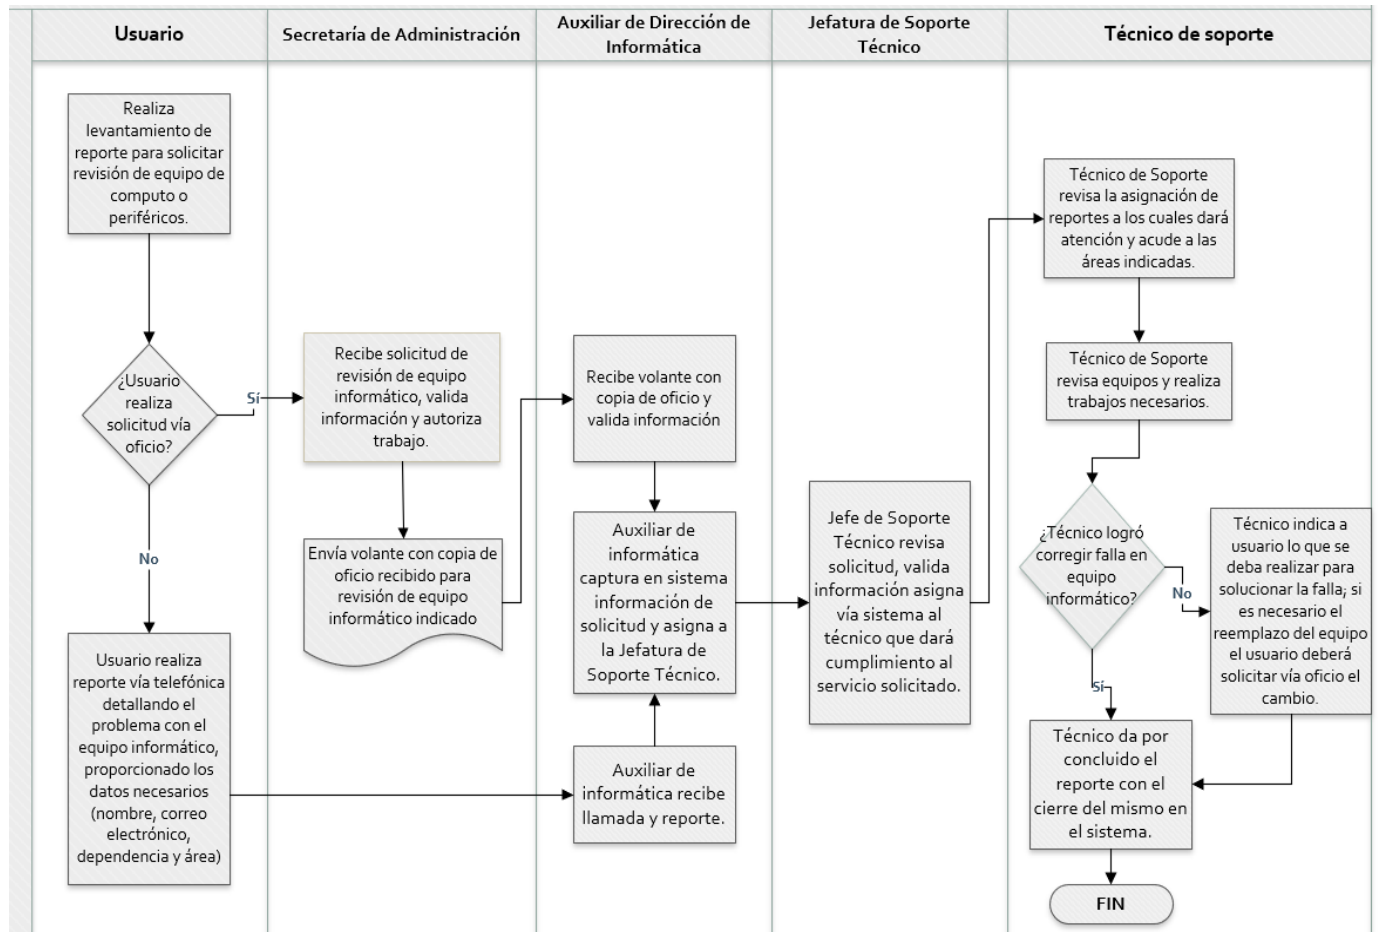 Usuario
Secretaría de Administración
Auxiliar de Dirección de
Informática
Jefatura de Soporte
Técnico
Técnico de soporte
Realiza
levantamiento de
reporte para solicitar
revisión de equipo de
computo o
periféricos.
¿Usuario
realiza
solicitud vía
oficio?
Sí
No
Usuario realiza
reporte vía telefónica
detallando el
problema con el
equipo informático,
proporcionado los
datos necesarios
(nombre, correo
electrónico,
dependencia y área)
Recibe solicitud de
revisión de equipo
informático, valida
información y autoriza
trabajo.
Envía volante con copia de
oficio recibido para
revisión de equipo
informático indicado
Recibe volante con
copia de oficio y
valida información
Auxiliar de
informática
captura en sistema
información de
solicitud y asigna a
la Jefatura de
Soporte Técnico.
Auxiliar de
informática recibe
llamada y reporte.
Jefe de Soporte
Técnico revisa
solicitud, valida
información asigna
vía sistema al
técnico que dará
cumplimiento al
servicio solicitado.
Técnico de Soporte
revisa la asignación de
reportes a los cuales dará
atención y acude a las
áreas indicadas.
Técnico de Soporte
revisa equipos y realiza
trabajos necesarios.
¿Técnico logró
corregir falla en
equipo
informático?
No
Sí
Técnico indica a
usuario lo que se
deba realizar para
solucionar la falla; si
es necesario el
reemplazo del equipo
el usuario deberá
solicitar vía oficio el
cambio.
Técnico da por
concluido el
reporte con el
cierre del mismo en
el sistema.
FIN